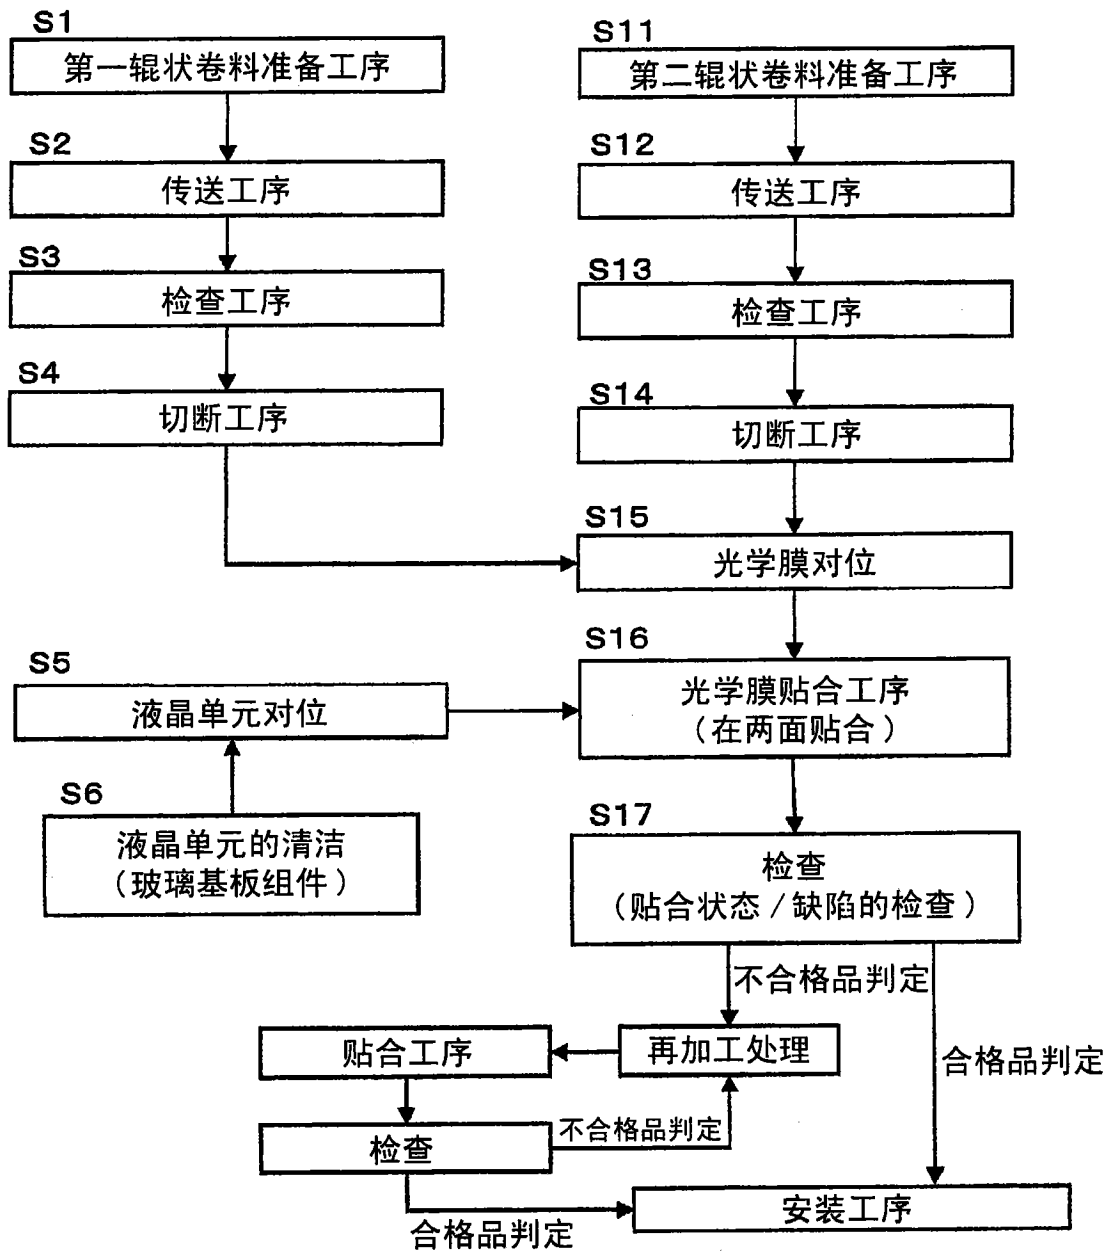 S1
第一辊状卷料准备工序
S2
传送工序
S3
检查工序
S4
切断工序
S11
第二辊状卷料准备工序
S12
传送工序
S13
检查工序
S14
切断工序
S15
光学膜对位
S5
液晶单元对位
S6
液晶单元的清洁
（玻璃基板组件）
S16
光学膜贴合工序
（在两面贴合）
S17
检查
（贴合状态/缺陷的检查）
不合格品判定
再加工处理
贴合工序
合格品判定
检查
不合格品判定
合格品判定
安装工序